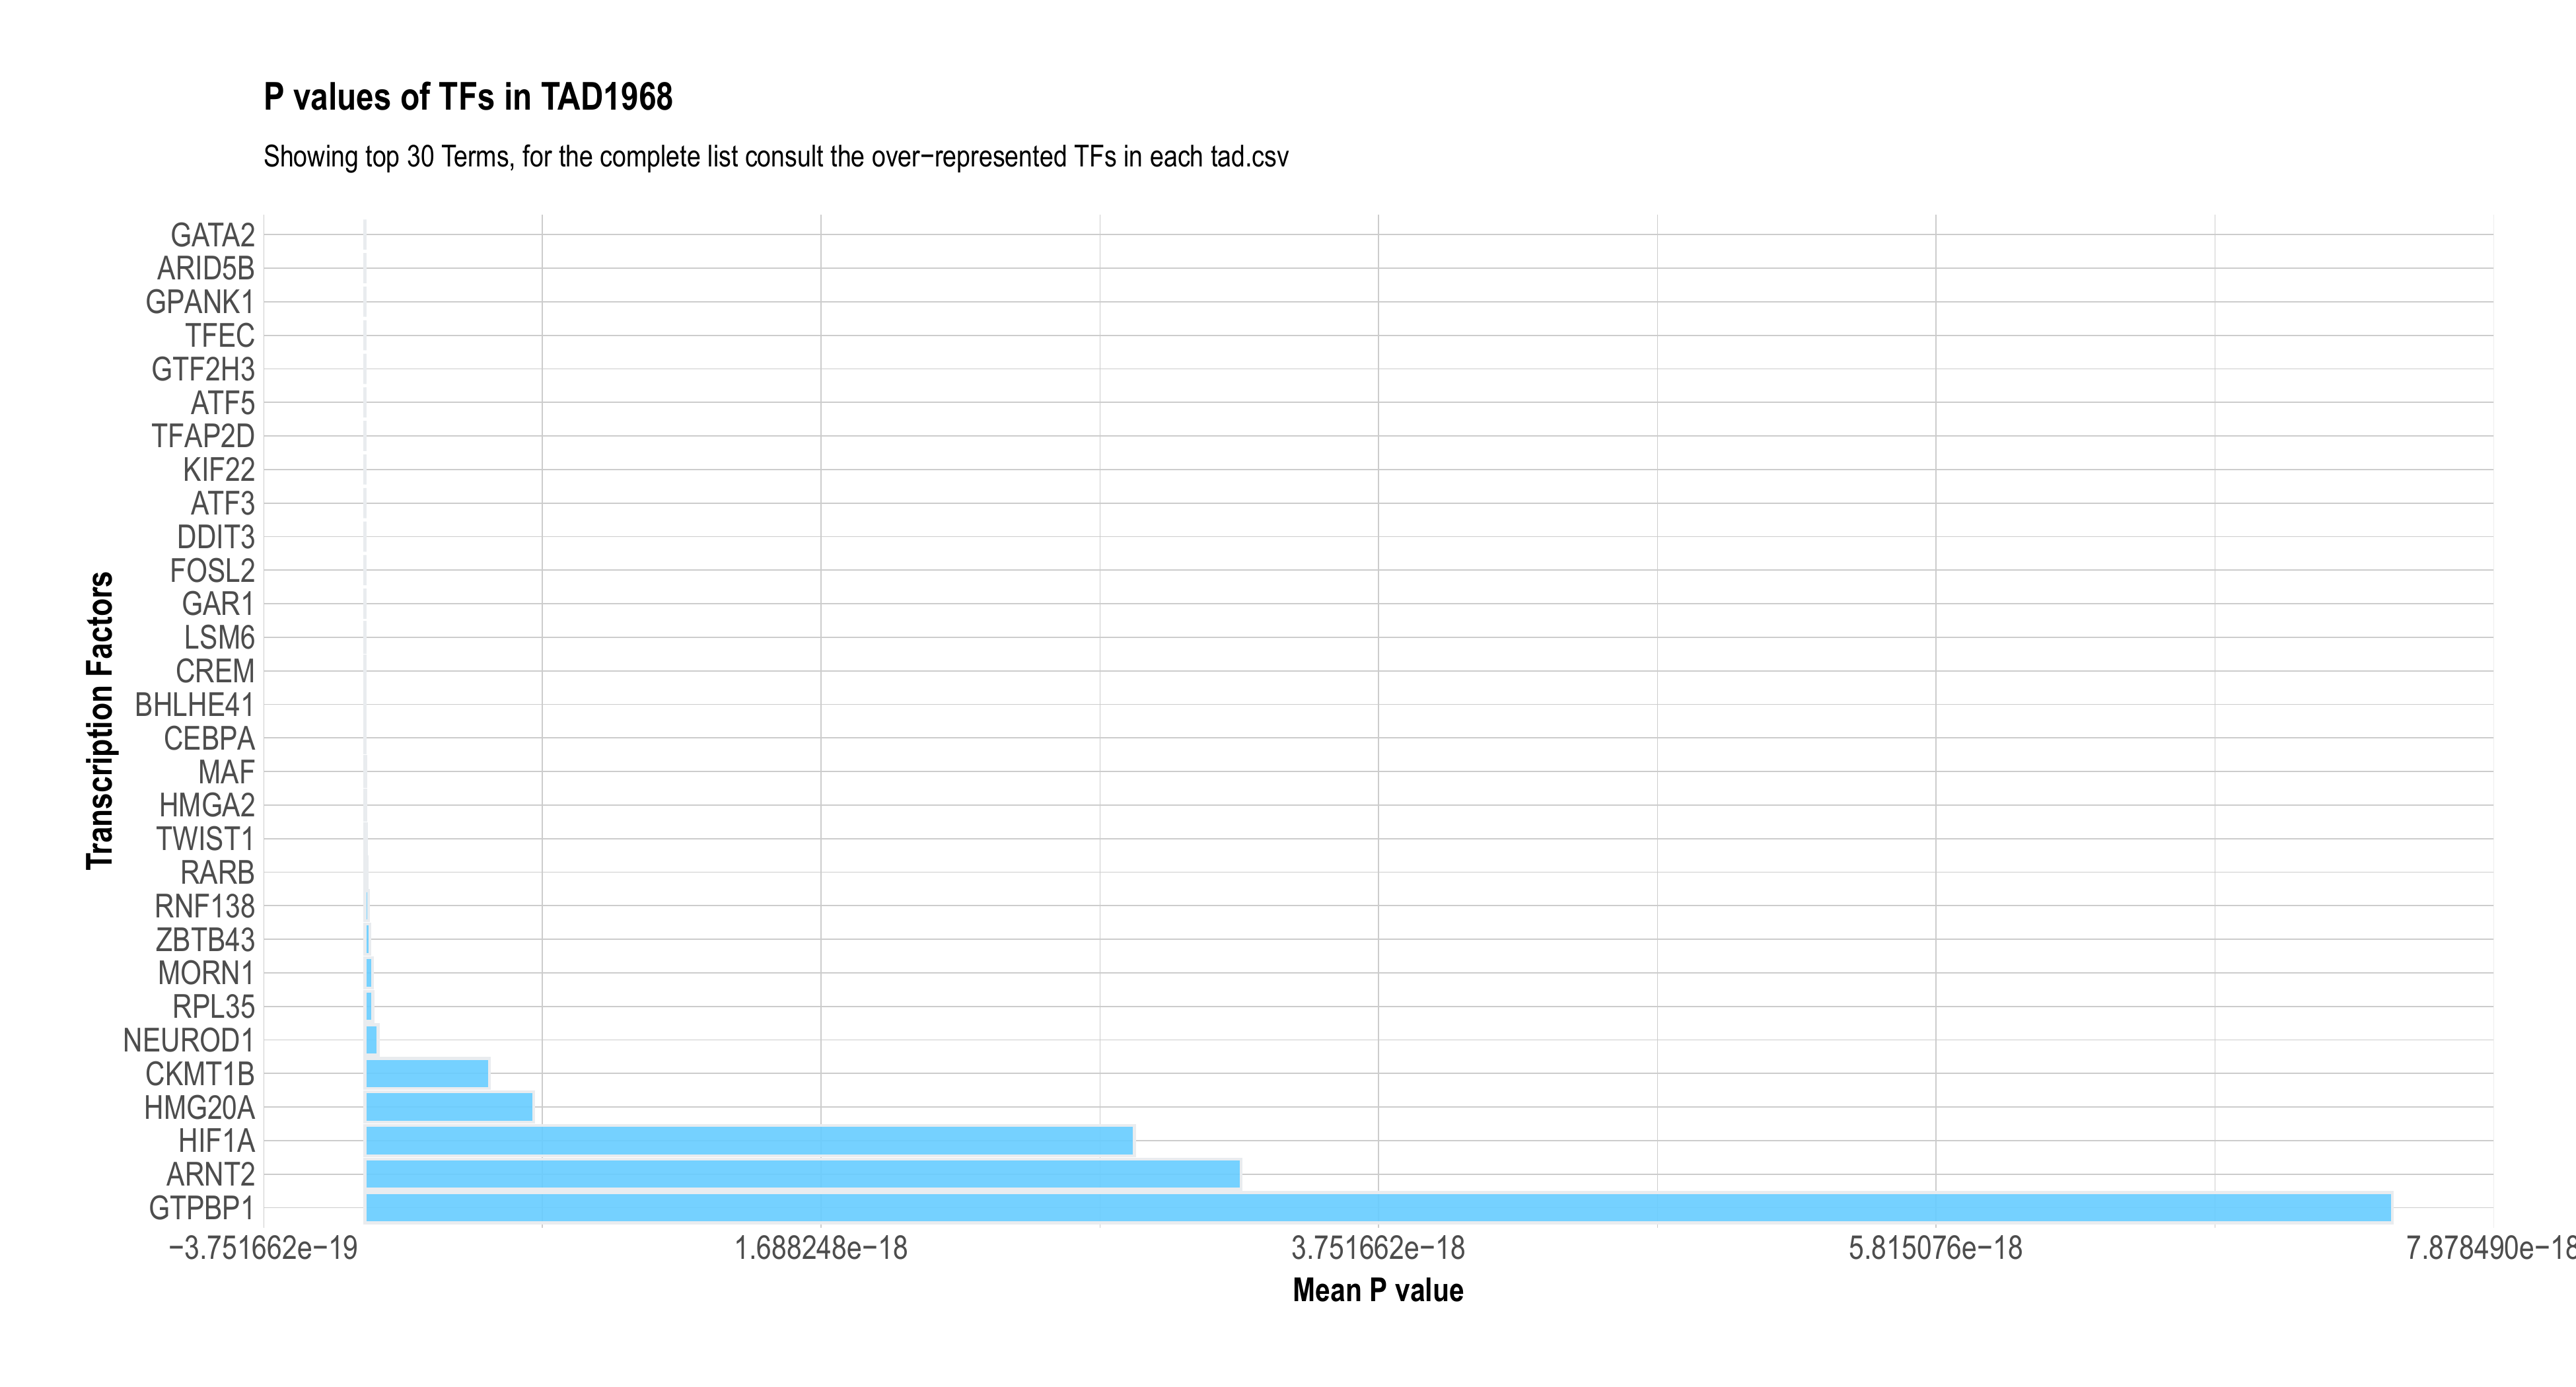 P values of TFs in TAD1968
Showing top 30 Terms, for the complete list consult the over−represented TFs in each tad.csv
Transcription Factors
GATA2
ARID5B
GPANK1
TFEC
GTF2H3
ATF5
TFAP2D
KIF22
ATF3
DDIT3
FOSL2
GAR1
LSM6
CREM
BHLHE41
CEBPA
MAF
HMGA2
TWIST1
RARB
RNF138
ZBTB43
MORN1
RPL35
NEUROD1
CKMT1B
HMG20A
HIF1A
ARNT2
GTPBP1
−3.751662e−19 1.688248e−18 3.751662e−18 5.815076e−18 7.878490e−18
Mean P value